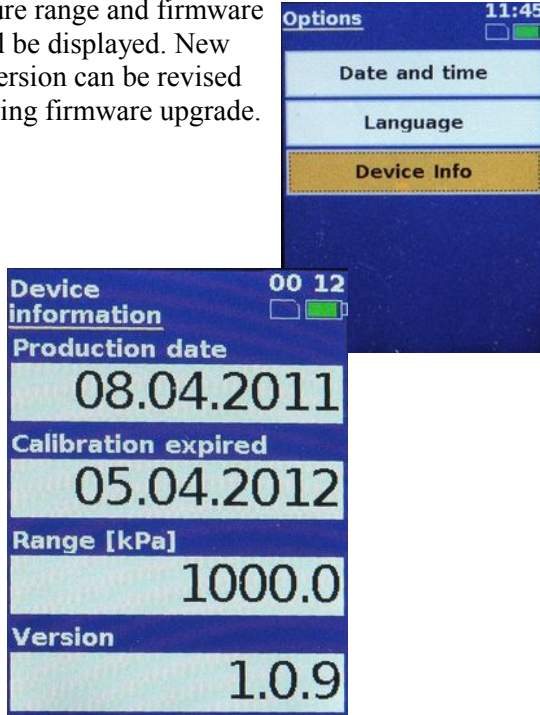 ure range and firmware
l be displayed. New
ersion can be revised
ing firmware upgrade.
Options
11:45
Date and time
Language
Device Info
Device
information
00 12
Production date
08.04.2011
Calibration expired
05.04.2012
Range [kPa]
1000.0
Version
1.0.9